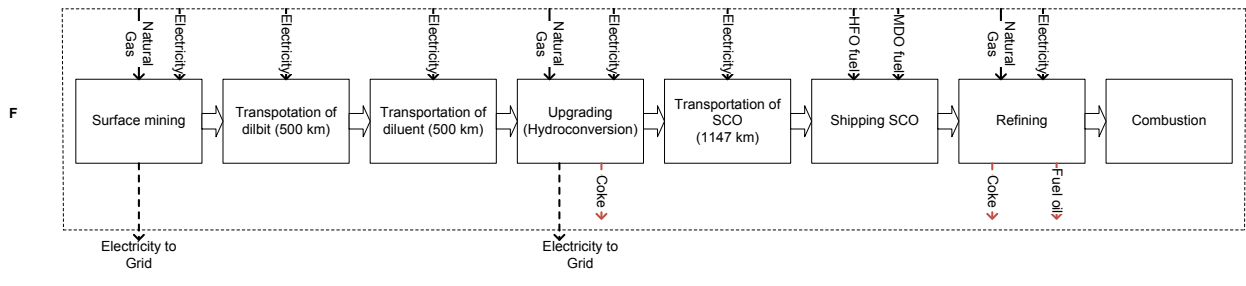 Natural
Gas
Electricity
Electricity
Electricity
Natural
Gas
Electricity
Electricity
HFO fuel
MDO fuel
Natural
Gas
Electricity
F
Surface mining
Transpotation of
dilbit (500 km)
Transportation of
diluent (500 km)
Upgrading
(Hydroconversion)
Transportation of
SCO
(1147 km)
Shipping SCO
Refining
Combustion
Coke
Coke
Fuel oil
Electricity to
Grid
Electricity to
Grid